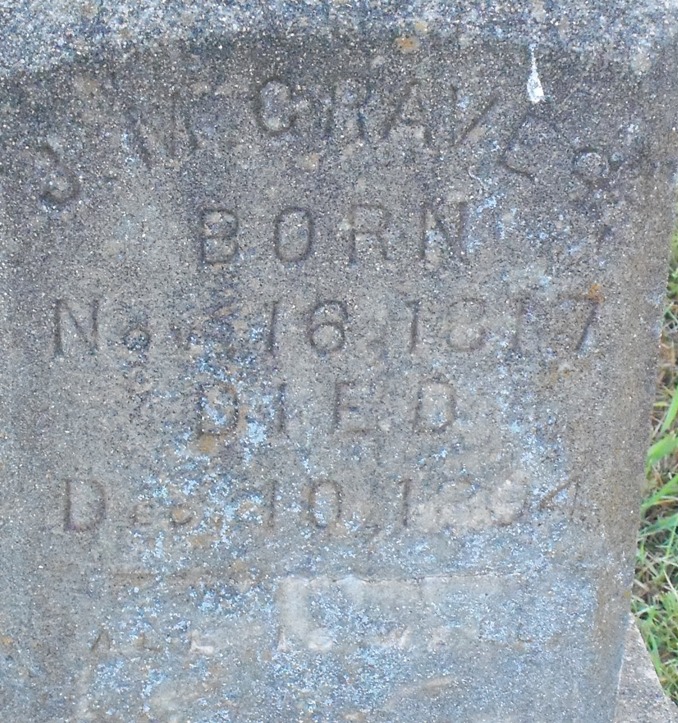 J. M. GRAVES
BORN
Nov. 16, 1817
DIED
Dec. 10, 1894